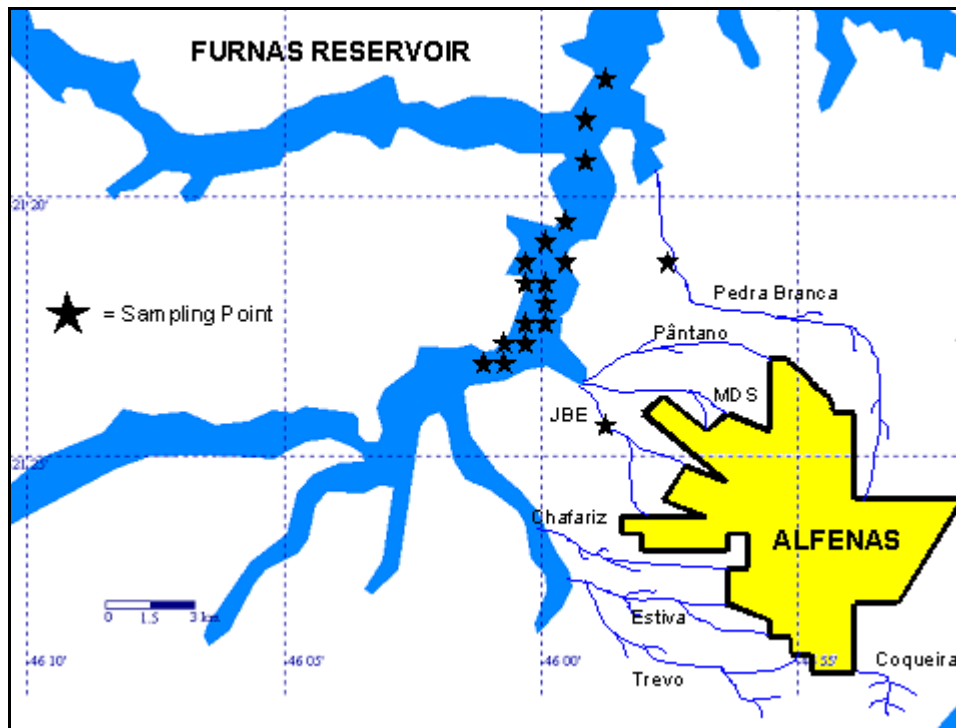 FURNAS RESERVOIR
21 20
= Sampling Point
Pedra Branca
Pântano
MDS
JBE
21 25
Chafariz
ALFENAS
0 1.5 3 km
Estiva
46 10
46 05
46 00
44 55
Coqueira
Trevo